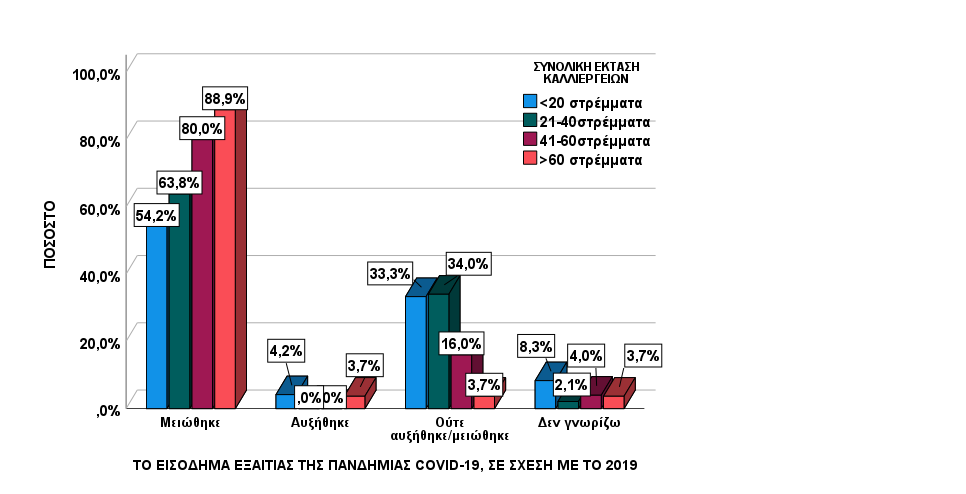 ΣΥΝΟΛΙΚΗ ΕΚΤΑΣΗ
ΚΑΛΛΙΕΡΓΕΙΩΝ
<20 στρέμματα
21-40στρέμματα
41-60στρέμματα
>60 στρέμματα
ΠΟΣΟΣΤΟ
100,0%
80,0%
60,0%
40,0%
20,0%
,0%
54,2%
63,8%
80,0%
88,9%
4,2%
,0%
0%
3,7%
33,3%
34,0%
16,0%
3,7%
8,3%
2,1%
4,0%
3,7%
Μειώθηκε
Αυξήθηκε
Ούτε
αυξήθηκε/μειώθηκε
Δεν γνωρίζω
ΤΟ ΕΙΣΟΔΗΜΑ ΕΞΑΙΤΙΑΣ ΤΗΣ ΠΑΝΔΗΜΙΑΣ COVID-19, ΣΕ ΣΧΕΣΗ ΜΕ ΤΟ 2019